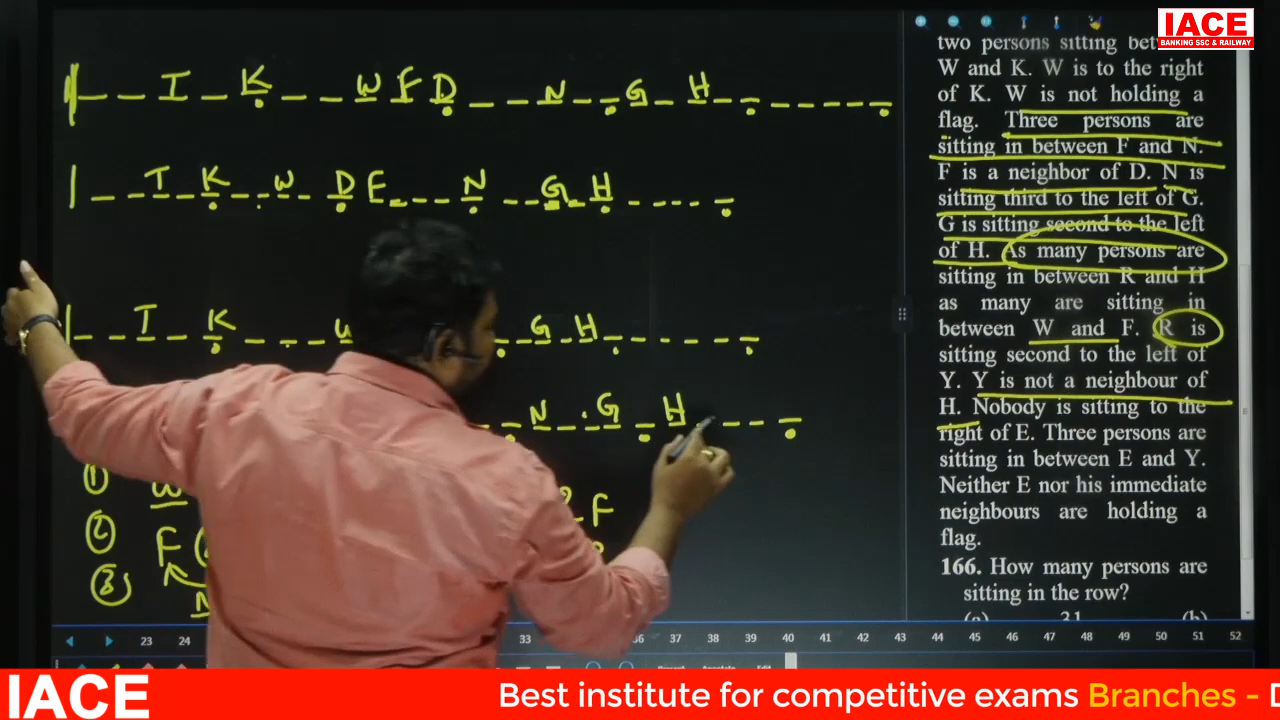 IACE
BANKING SSC & RAILWAY
two persons sitting
W and K. W is to the right
of K. W is not holding a
flag. Three persons are
sitting in between F and N.
F is a neighbor of D. N is
sitting third to the left of G.
G is sitting second to the left
of H. As many persons are
sitting in between R and H
as many are sitting in
between W and F. R is
sitting second to the left of
Y. Y is not a neighbour of
H. Nobody is sitting to the
right of E. Three persons are
sitting in between E and Y.
Neither E nor his immediate
neighbours are holding a
flag.
166. How many persons are
sitting in the row?
K W F D N G H
T K W D F N G H
T K G H
N G H
1
2 F F
3
23 24 33 37 38 39 40 41 42 43 44 45 46 47 48 49 50 51 52
IACE
Best institute for competitive exams Branches -